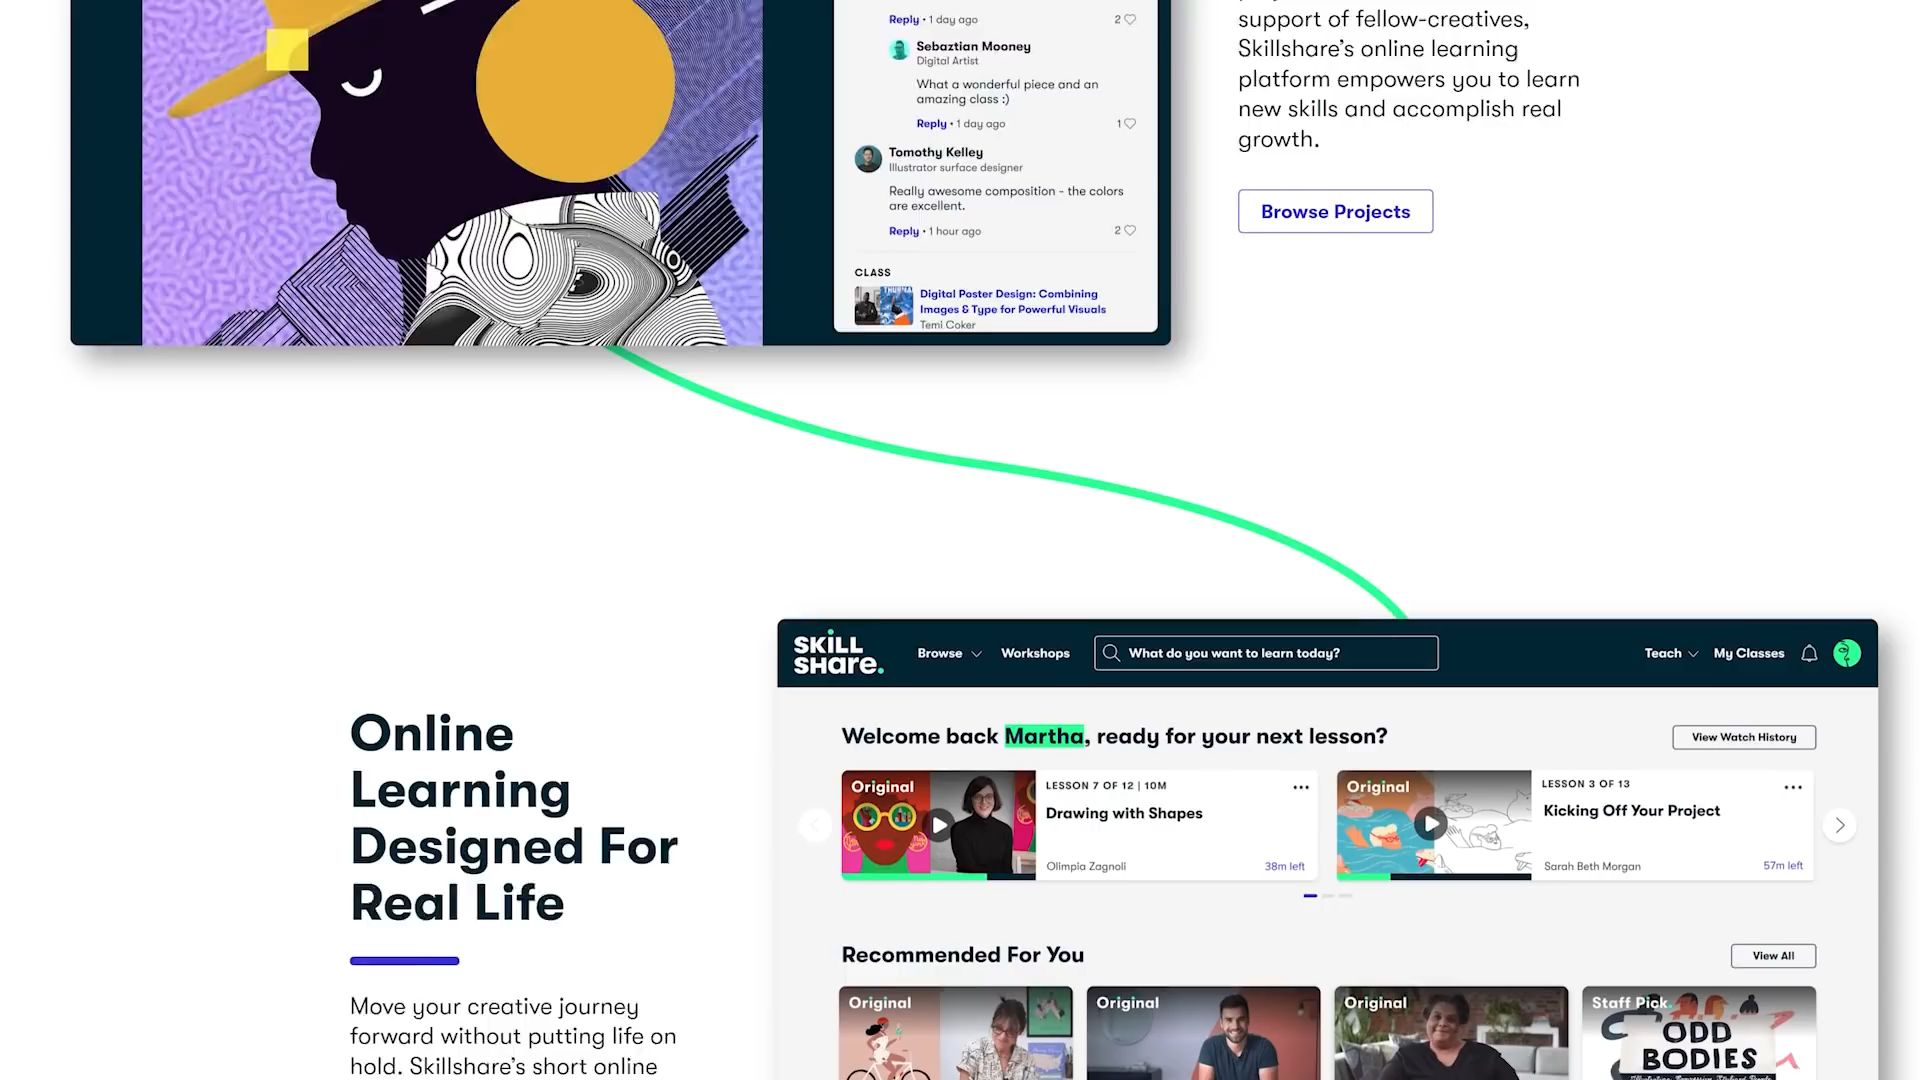 Reply • 1 day ago
2
Sebaztian Mooney
Digital Artist
What a wonderful piece and an
amazing class :)
Reply • 1 day ago
1
Tomothy Kelley
Illustrator surface designer
Really awesome composition - the colors
are excellent.
Reply • 1 hour ago
2
CLASS
Digital Poster Design: Combining
Images & Type for Powerful Visuals
Temi Coker
support of fellow-creatives,
Skillshare's online learning
platform empowers you to learn
new skills and accomplish real
growth.
Browse Projects
Online
Learning
Designed For
Real Life
Move your creative journey
forward without putting life on
hold. Skillshare's short online
SKILL
SHare.
Browse
Workshops
What do you want to learn today?
Teach
My Classes
Welcome back Martha, ready for your next lesson?
View Watch History
Original
LESSON 7 OF 12 | 10M
Drawing with Shapes
Olimpia Zagnoli
38m left
Original
LESSON 3 OF 13
Kicking Off Your Project
Sarah Beth Morgan
57m left
Recommended For You
View All
Original
Original
Original
Staff Pick.
ODD
BODIES